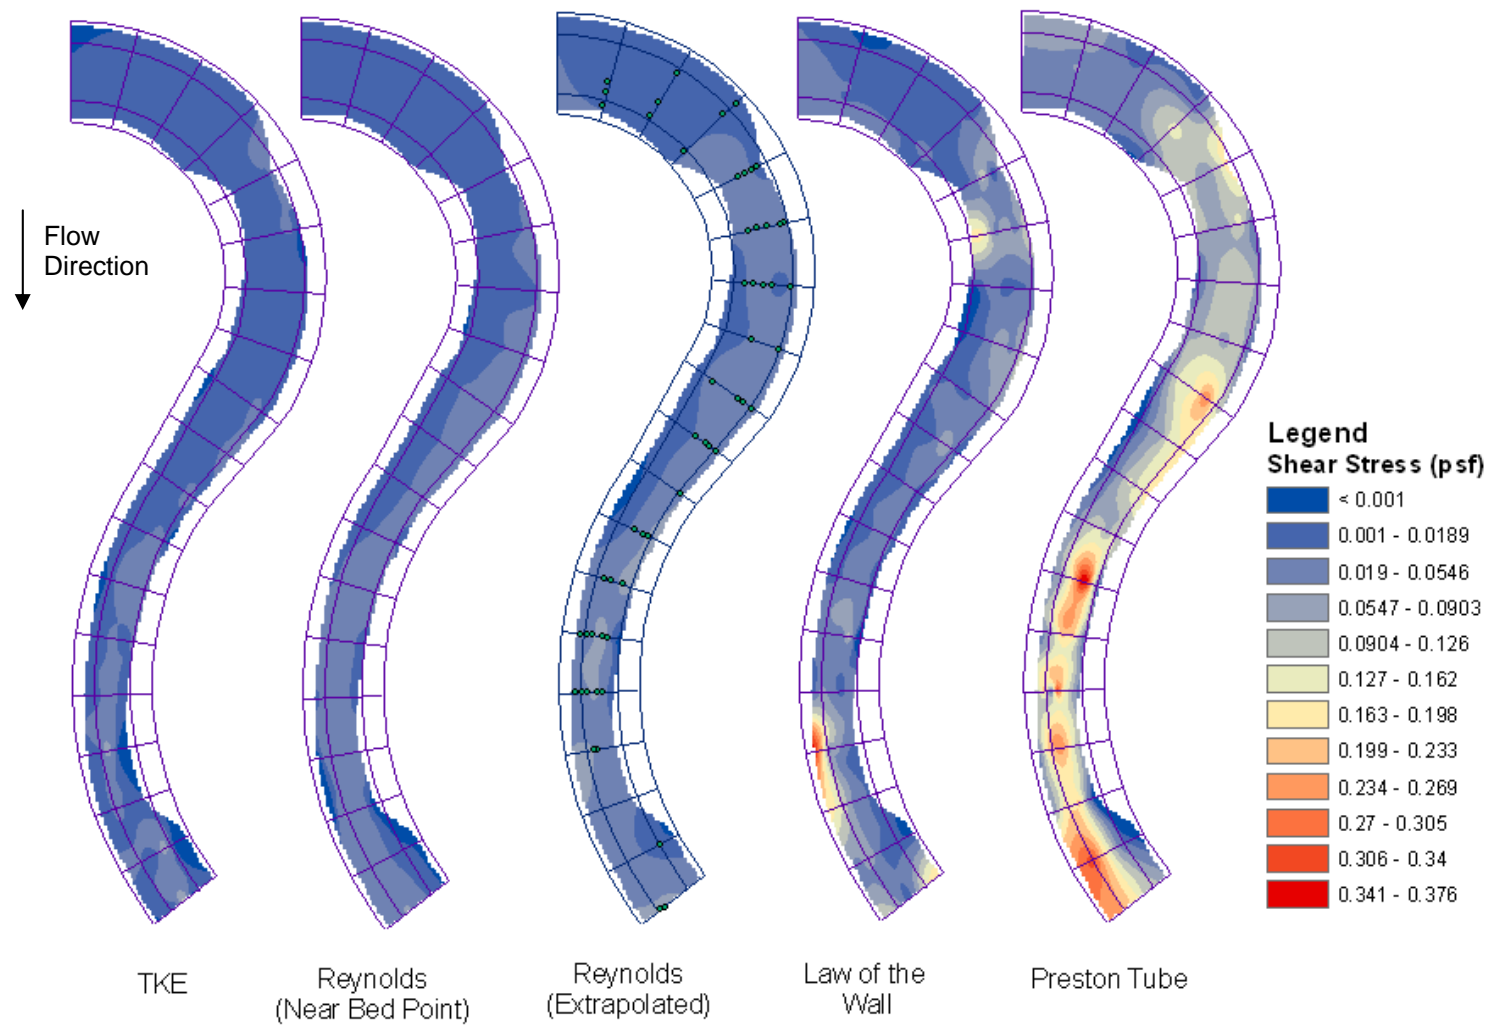 Flow
Direction
Legend
Shear Stress (psf)
< 0.001
0.001 - 0.0189
0.019 - 0.0546
0.0547 - 0.0903
0.0904 - 0.126
0.127 - 0.162
0.163 - 0.198
0.199 - 0.233
0.234 - 0.269
0.27 - 0.305
0.306 - 0.34
0.341 - 0.376
TKE
Reynolds
(Near Bed Point)
Reynolds
(Extrapolated)
Law of the
Wall
Preston Tube